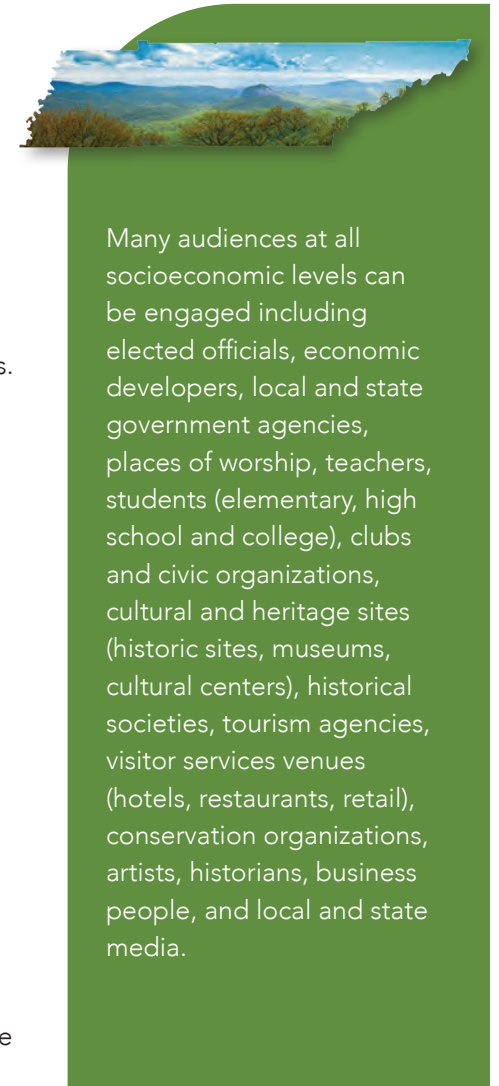 Many audiences at all
socioeconomic levels can
be engaged including
elected officials, economic
developers, local and state
government agencies,
places of worship, teachers,
students (elementary, high
school and college), clubs
and civic organizations,
cultural and heritage sites
(historic sites, museums,
cultural centers), historical
societies, tourism agencies,
visitor services venues
(hotels, restaurants, retail),
conservation organizations,
artists, historians, business
people, and local and state
media.